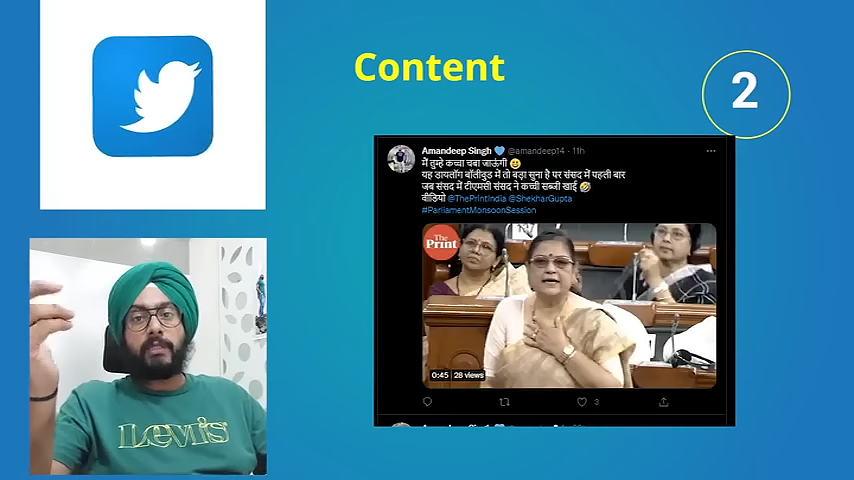 Content
2
Amandeep Singh 💙 @amandeep14 · 11h
में तुम्हे कच्चा चबा जाऊंगी 😃
यह डायलॉग बॉलीवुड में तो बड़ा सुना है पर संसद में पहली बार
जब संसद में टीएमसी संसद ने कच्ची सब्जी खाई 🤣
वीडियो @ThePrintIndia @ShekharGupta
#ParliamentMonsoonSession
The
Print
0:45 28 views
3
Levi's